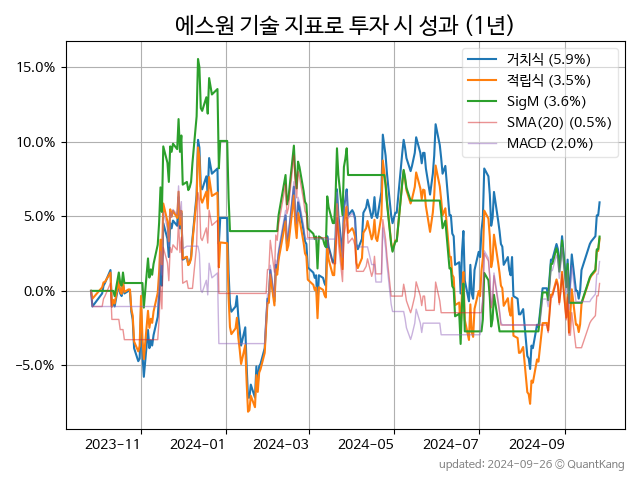 에스원 기술 지표로 투자 시 성과 (1년)
거치식 (5.9%)
적립식 (3.5%)
SigM (3.6%)
SMA(20) (0.5%)
MACD (2.0%)
15.0%
10.0%
5.0%
0.0%
−5.0%
2023-11
2024-01
2024-03
2024-05
2024-07
2024-09
updated: 2024-09-26 © QuantKang